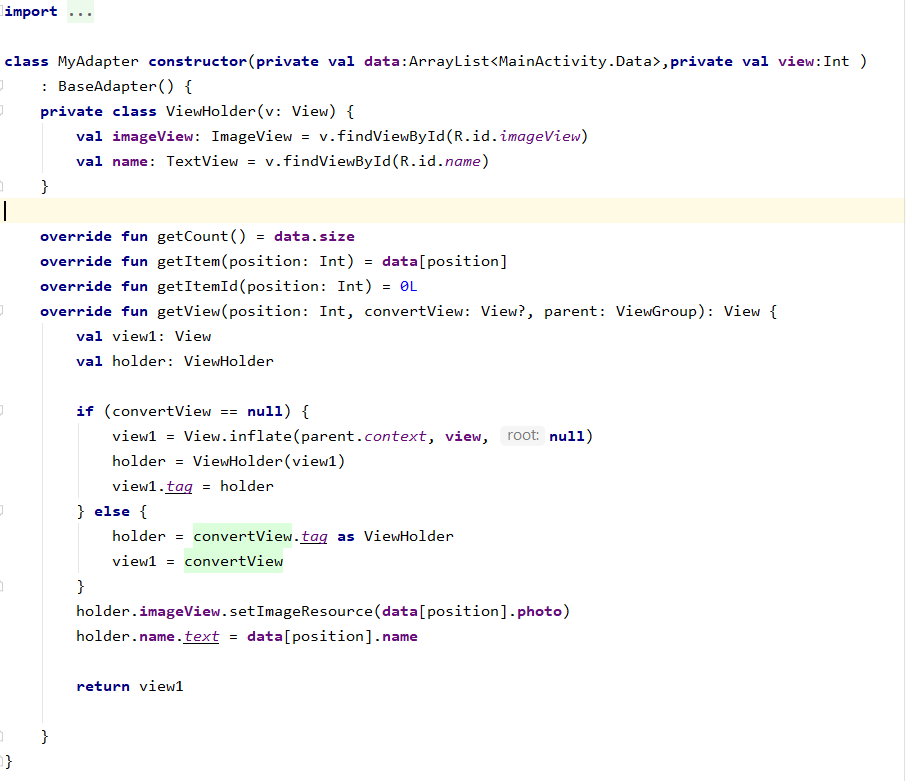 import ...
class MyAdapter constructor(private val data:ArrayList<MainActivity.Data>,private val view:Int )
    : BaseAdapter() {
    private class ViewHolder(v: View) {
        val imageView: ImageView = v.findViewById(R.id.imageView)
        val name: TextView = v.findViewById(R.id.name)
    }
    override fun getCount() = data.size
    override fun getItem(position: Int) = data[position]
    override fun getItemId(position: Int) = 0L
    override fun getView(position: Int, convertView: View?, parent: ViewGroup): View {
        val view1: View
        val holder: ViewHolder
        if (convertView == null) {
            view1 = View.inflate(parent.context, view, root: null)
            holder = ViewHolder(view1)
            view1.tag = holder
        } else {
            holder = convertView.tag as ViewHolder
            view1 = convertView
        }
        holder.imageView.setImageResource(data[position].photo)
        holder.name.text = data[position].name
        return view1
    }
}